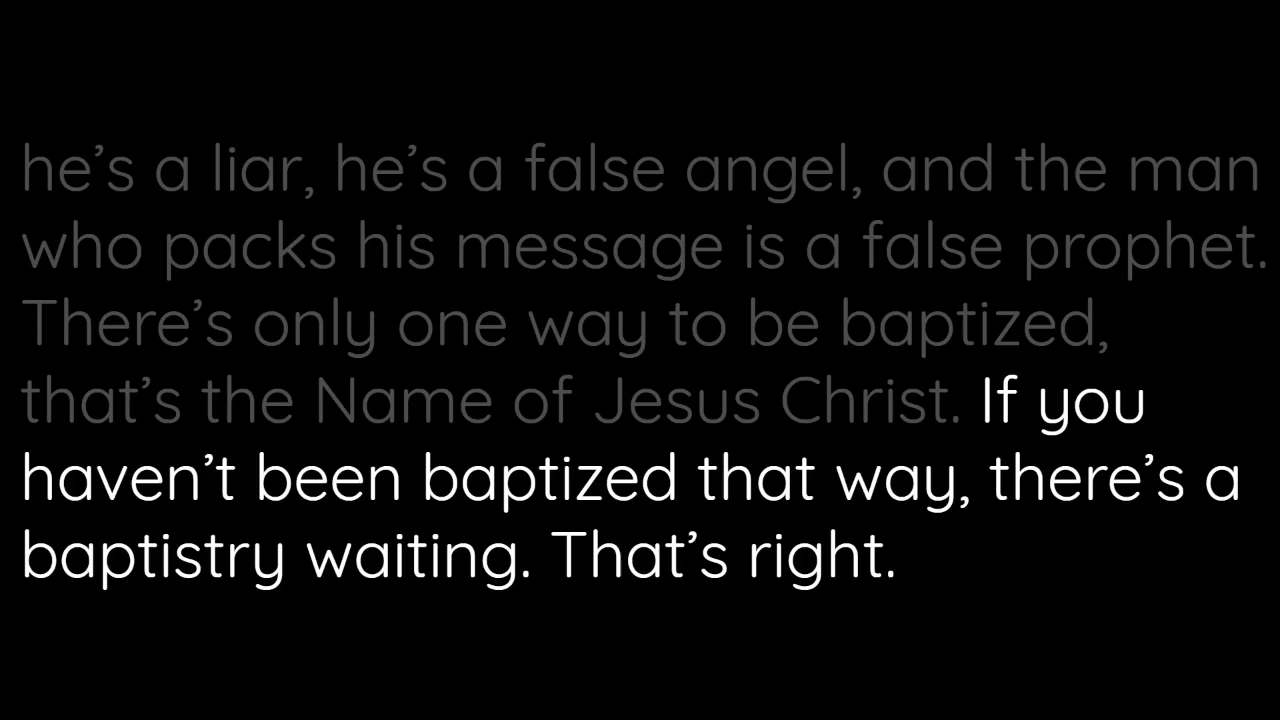 he’s a liar, he’s a false angel, and the man
who packs his message is a false prophet.
There’s only one way to be baptized,
that’s the Name of Jesus Christ. If you
haven’t been baptized that way, there’s a
baptistry waiting. That’s right.